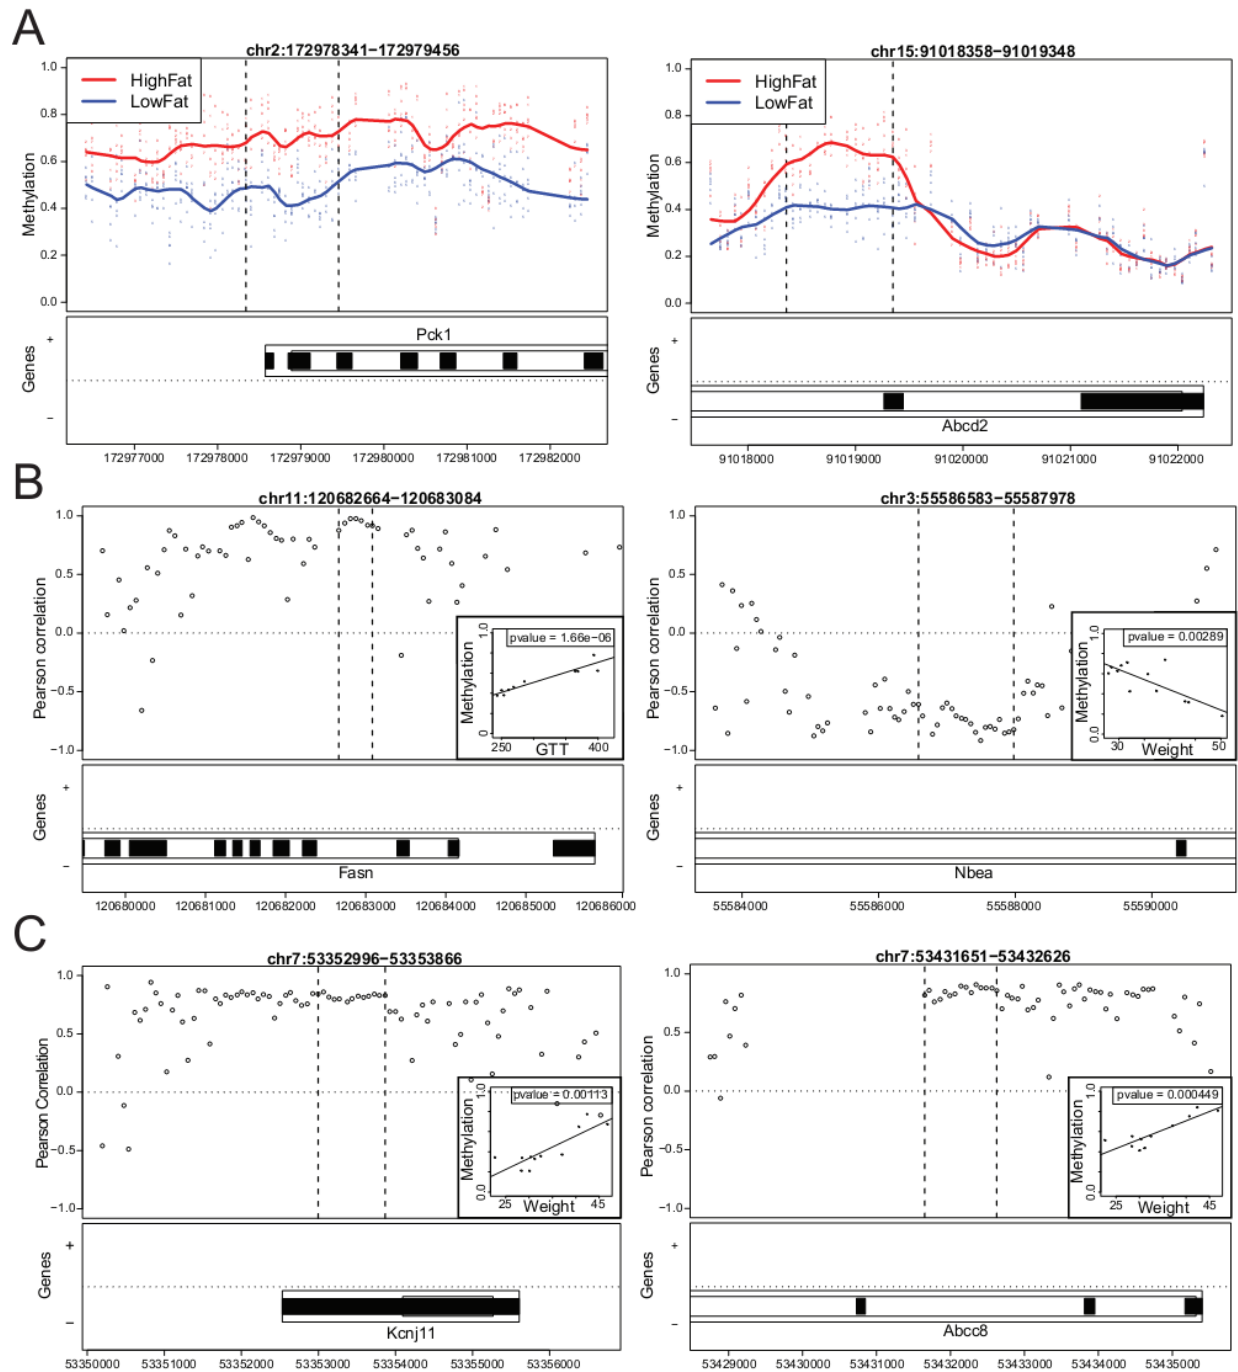 A
chr2:172978341−172979456
HighFat
LowFat
Methylation
1.0
0.8
0.6
0.4
0.2
0.0
Genes
+
−
Pck1
172977000 172978000 172979000 172980000 172981000 172982000
chr15:91018358−91019348
HighFat
LowFat
Methylation
1.0
0.8
0.6
0.4
0.2
0.0
Genes
+
−
Abcd2
91018000 91019000 91020000 91021000 91022000
B
chr11:120682664−120683084
Pearson correlation
1.0
0.5
0.0
−0.5
−1.0
pvalue = 1.66e−06
Methylation
1.0
0
250 400
GTT
Genes
+
−
Fasn
120680000 120681000 120682000 120683000 120684000 120685000 120686000
chr3:55586583−55587978
Pearson correlation
1.0
0.5
0.0
−0.5
−1.0
pvalue = 0.00289
Methylation
1.0
0.0
30 50
Weight
Genes
+
−
Nbea
55584000 55586000 55588000 55590000
C
chr7:53352996−53353866
Pearson Correlation
1.0
0.5
0.0
−0.5
−1.0
pvalue = 0.00113
Methylation
1.0
0.0
25 45
Weight
Genes
+
−
Kcnj11
53350000 53351000 53352000 53353000 53354000 53355000 53356000
chr7:53431651−53432626
Pearson correlation
1.0
0.5
0.0
−0.5
−1.0
pvalue = 0.000449
Methylation
1.0
0.0
25 45
Weight
Genes
+
−
Abcc8
53429000 53430000 53431000 53432000 53433000 53434000 53435000